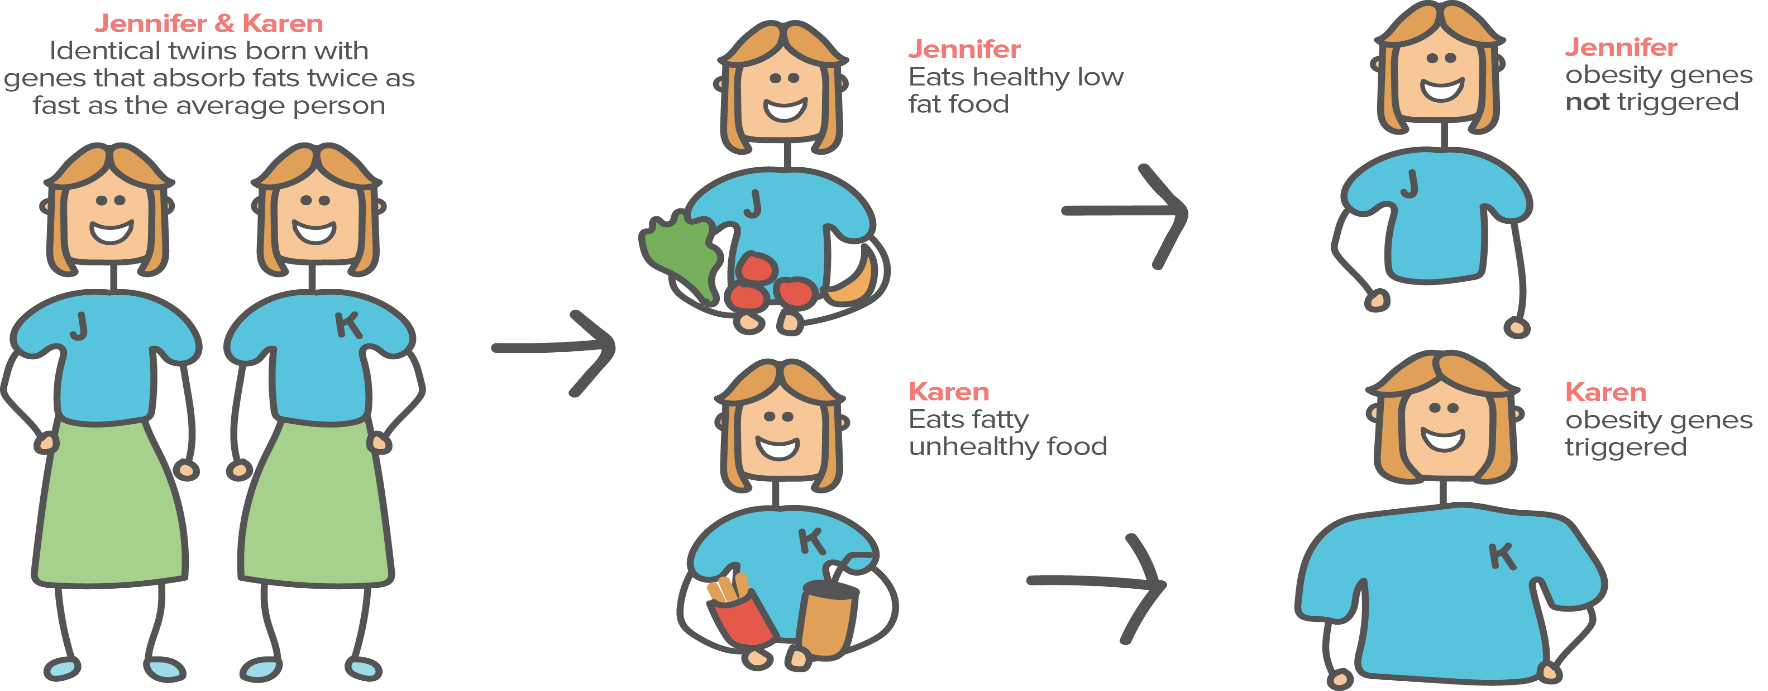 Jennifer & Karen
Identical twins born with
genes that absorb fats twice as
fast as the average person
J
K
Jennifer
Eats healthy low
fat food
J
Jennifer
obesity genes
not triggered
J
Karen
Eats fatty
unhealthy food
K
Karen
obesity genes
triggered
K